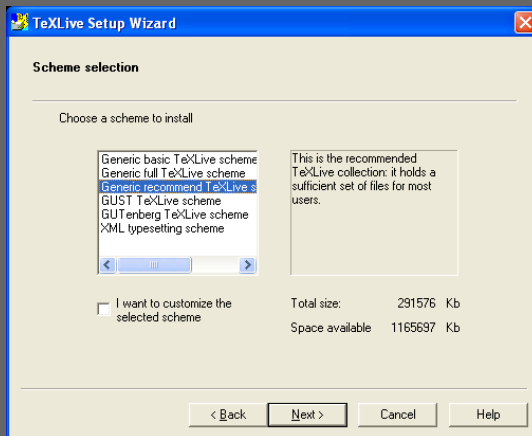 TeXLive Setup Wizard
Scheme selection
Choose a scheme to install
Generic basic TeXLive scheme
Generic full TeXLive scheme
Generic recommend TeXLive s
GUST TeXLive scheme
GUTenberg TeXLive scheme
XML typesetting scheme
This is the recommended
TeXLive collection: it holds a
sufficient set of files for most
users.
I want to customize the
selected scheme
Total size: 291576 Kb
Space available 1165697 Kb
< Back Next > Cancel Help